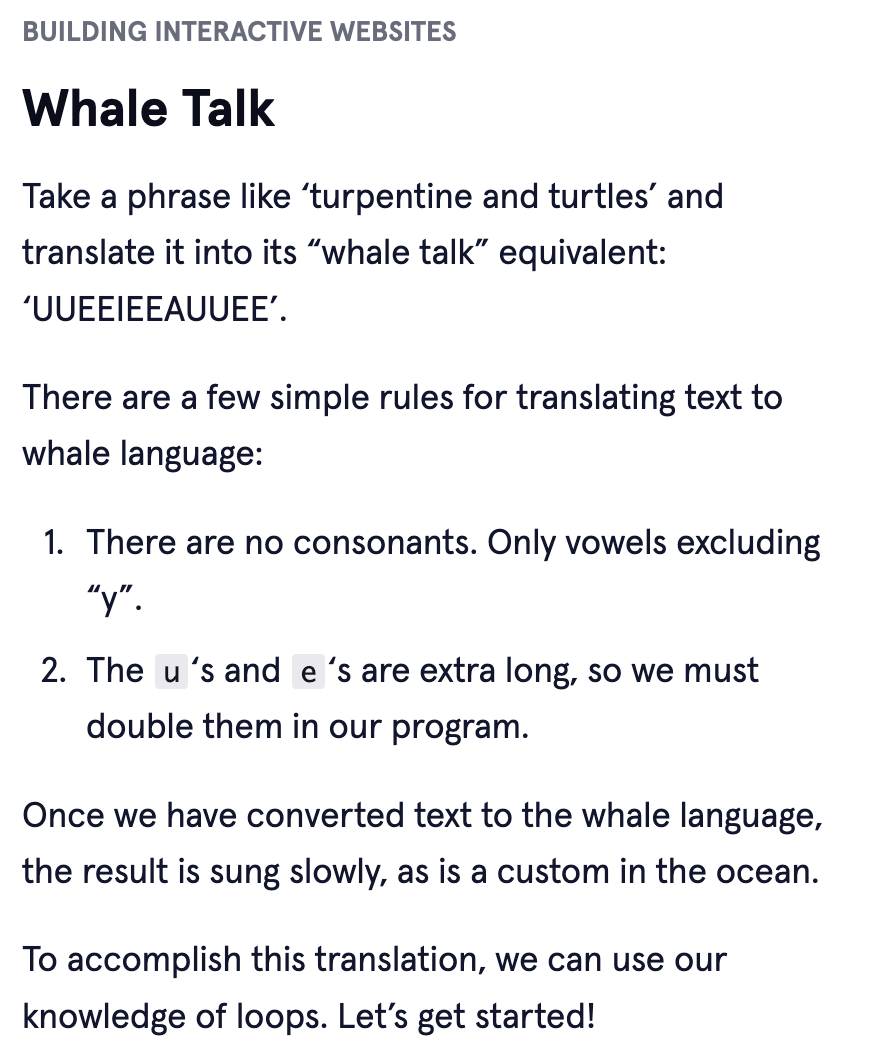 BUILDING INTERACTIVE WEBSITES
Whale Talk
Take a phrase like ‘turpentine and turtles’ and
translate it into its “whale talk” equivalent:
‘UUEEIEEAUUEE’.
There are a few simple rules for translating text to
whale language:
1. There are no consonants. Only vowels excluding
“y”.
2. The u ‘s and e ‘s are extra long, so we must
double them in our program.
Once we have converted text to the whale language,
the result is sung slowly, as is a custom in the ocean.
To accomplish this translation, we can use our
knowledge of loops. Let’s get started!